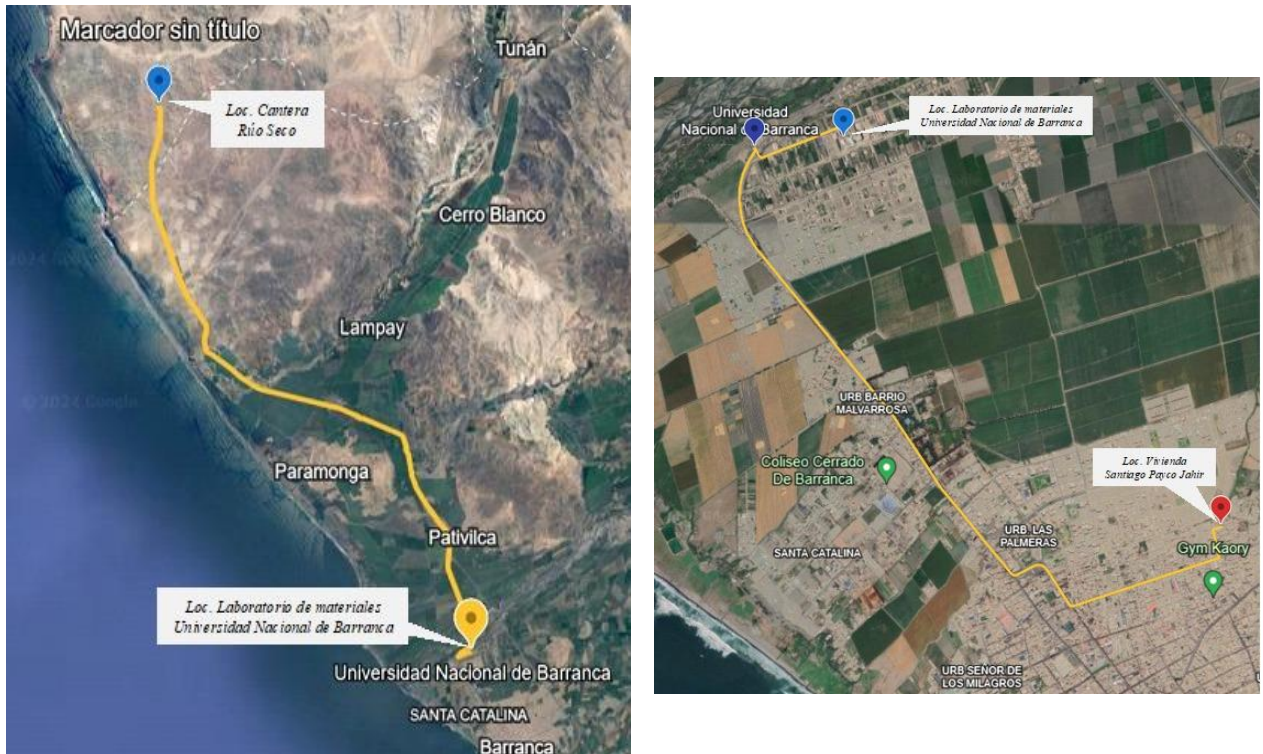 Marcador sin título
Tunán
Loc. Cantera
Rúo Seco
Cerro Blanco
Lampay
Paramonga
Pativilca
Loc. Laboratorio de materiales
Universidad Nacional de Barranca
Universidad Nacional de Barranca
SANTA CATALINA
Barranca
Universidad
Nacional de Barranca
Loc. Laboratorio de materiales
Universidad Nacional de Barranca
URB BARRIO
MALVARROSA
Coliseo Cerrado
De Barranca
Loc. Vivienda
Santiago Payco Jahir
URB. LAS
PALMERAS
SANTA CATALINA
Gym Kaory
URB SEÑOR DE
LOS MILAGROS